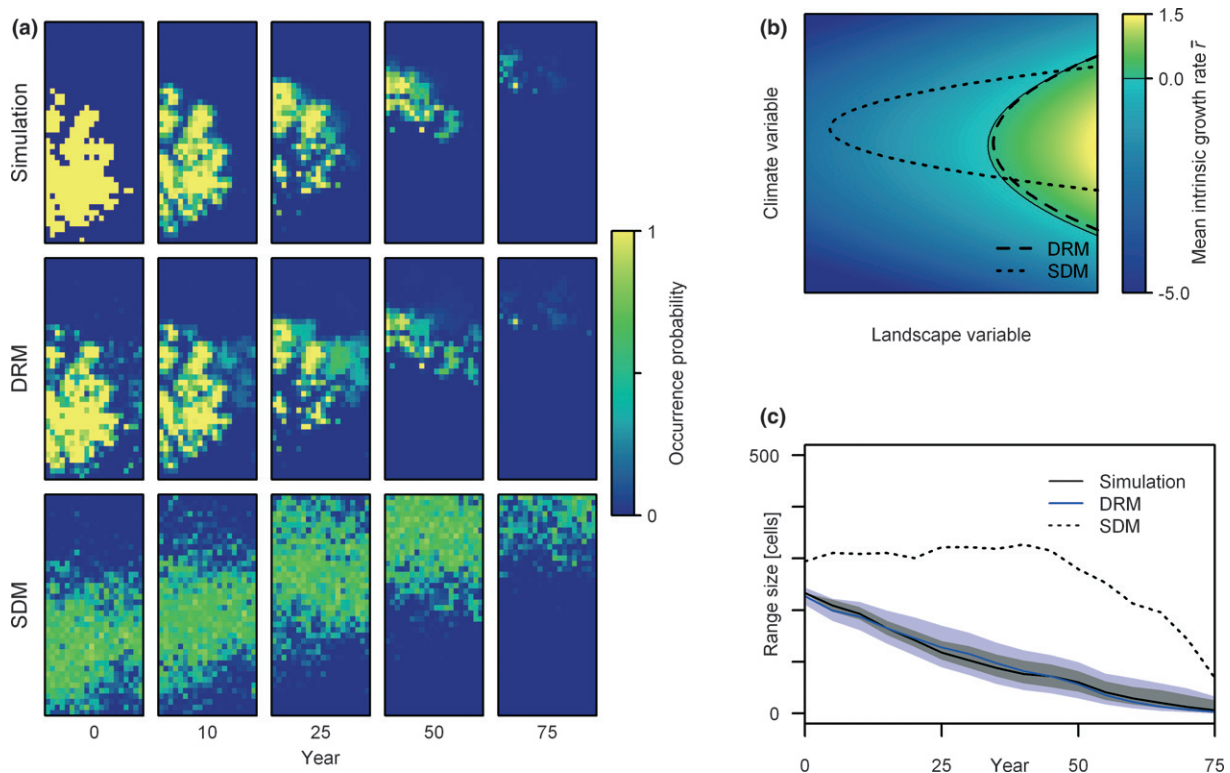 (a)
Simulation
DRM
SDM
0 10 25 50 75
Year
1
0
Occurrence probability
(b)
Climate variable
Landscape variable
DRM
SDM
1.5
0.0
-5.0
Mean intrinsic growth rate r̄
(c)
500
0
Range size [cells]
Simulation
DRM
SDM
0 25 Year 50 75